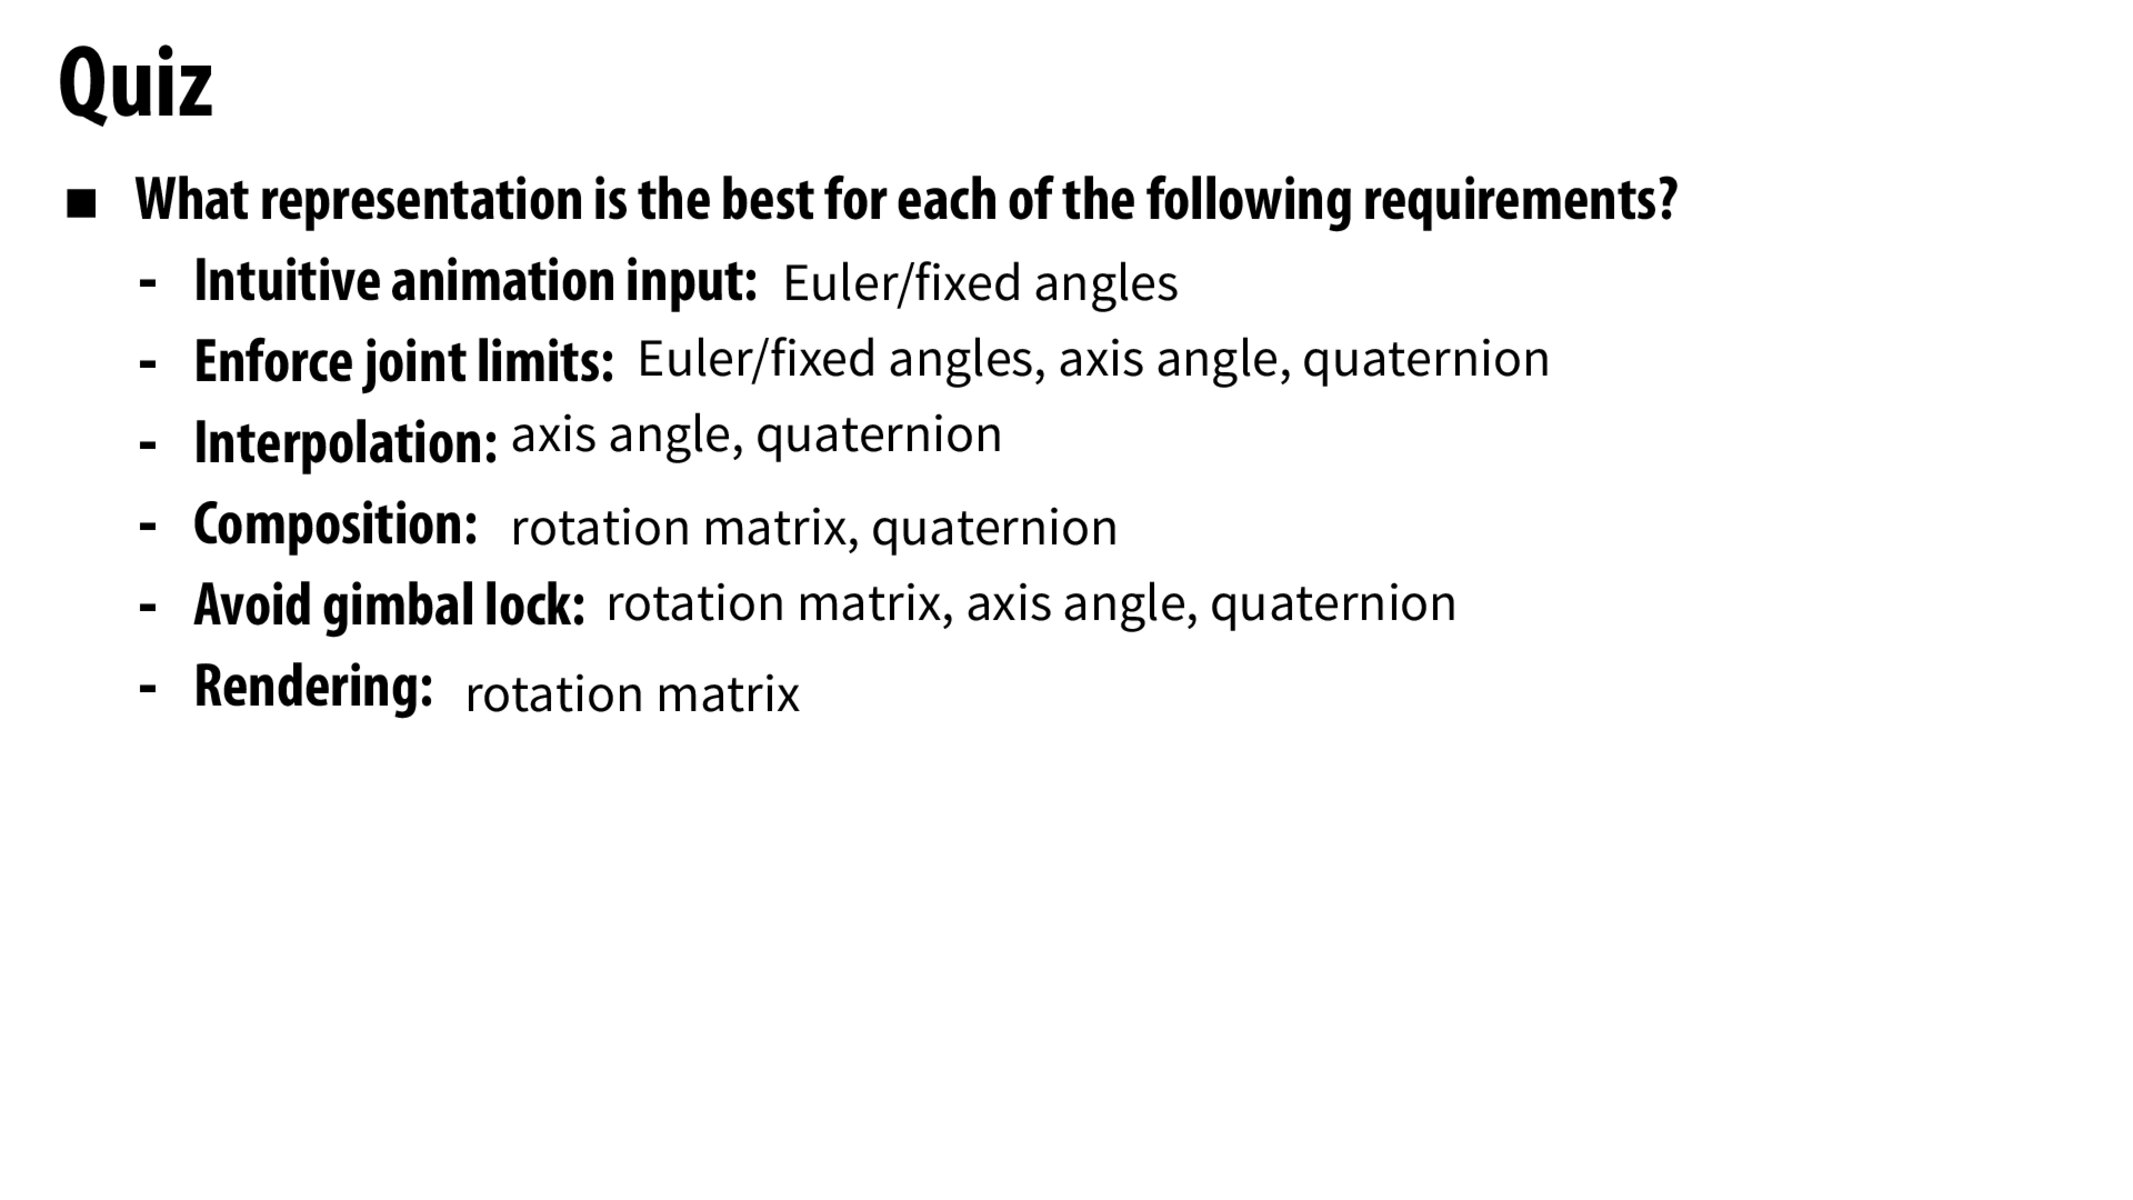 Quiz
■ What representation is the best for each of the following requirements?
- Intuitive animation input: Euler/fixed angles
- Enforce joint limits: Euler/fixed angles, axis angle, quaternion
- Interpolation: axis angle, quaternion
- Composition: rotation matrix, quaternion
- Avoid gimbal lock: rotation matrix, axis angle, quaternion
- Rendering: rotation matrix